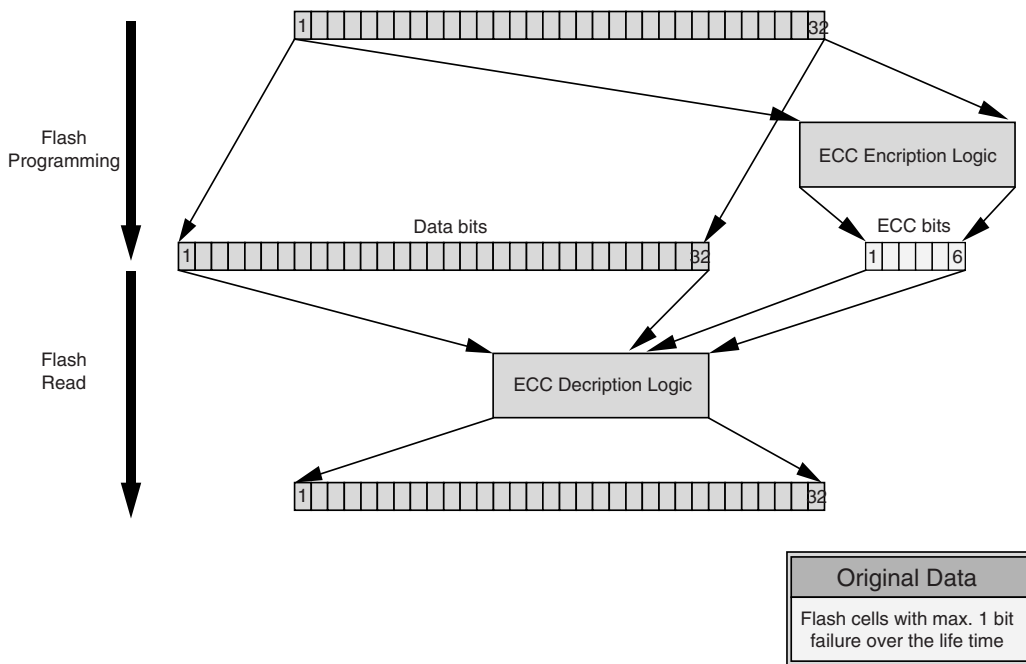 1 32
Flash
Programming
ECC Encription Logic
Data bits
ECC bits
1 32
1 6
Flash
Read
ECC Decription Logic
1 32
Original Data
Flash cells with max. 1 bit
failure over the life time